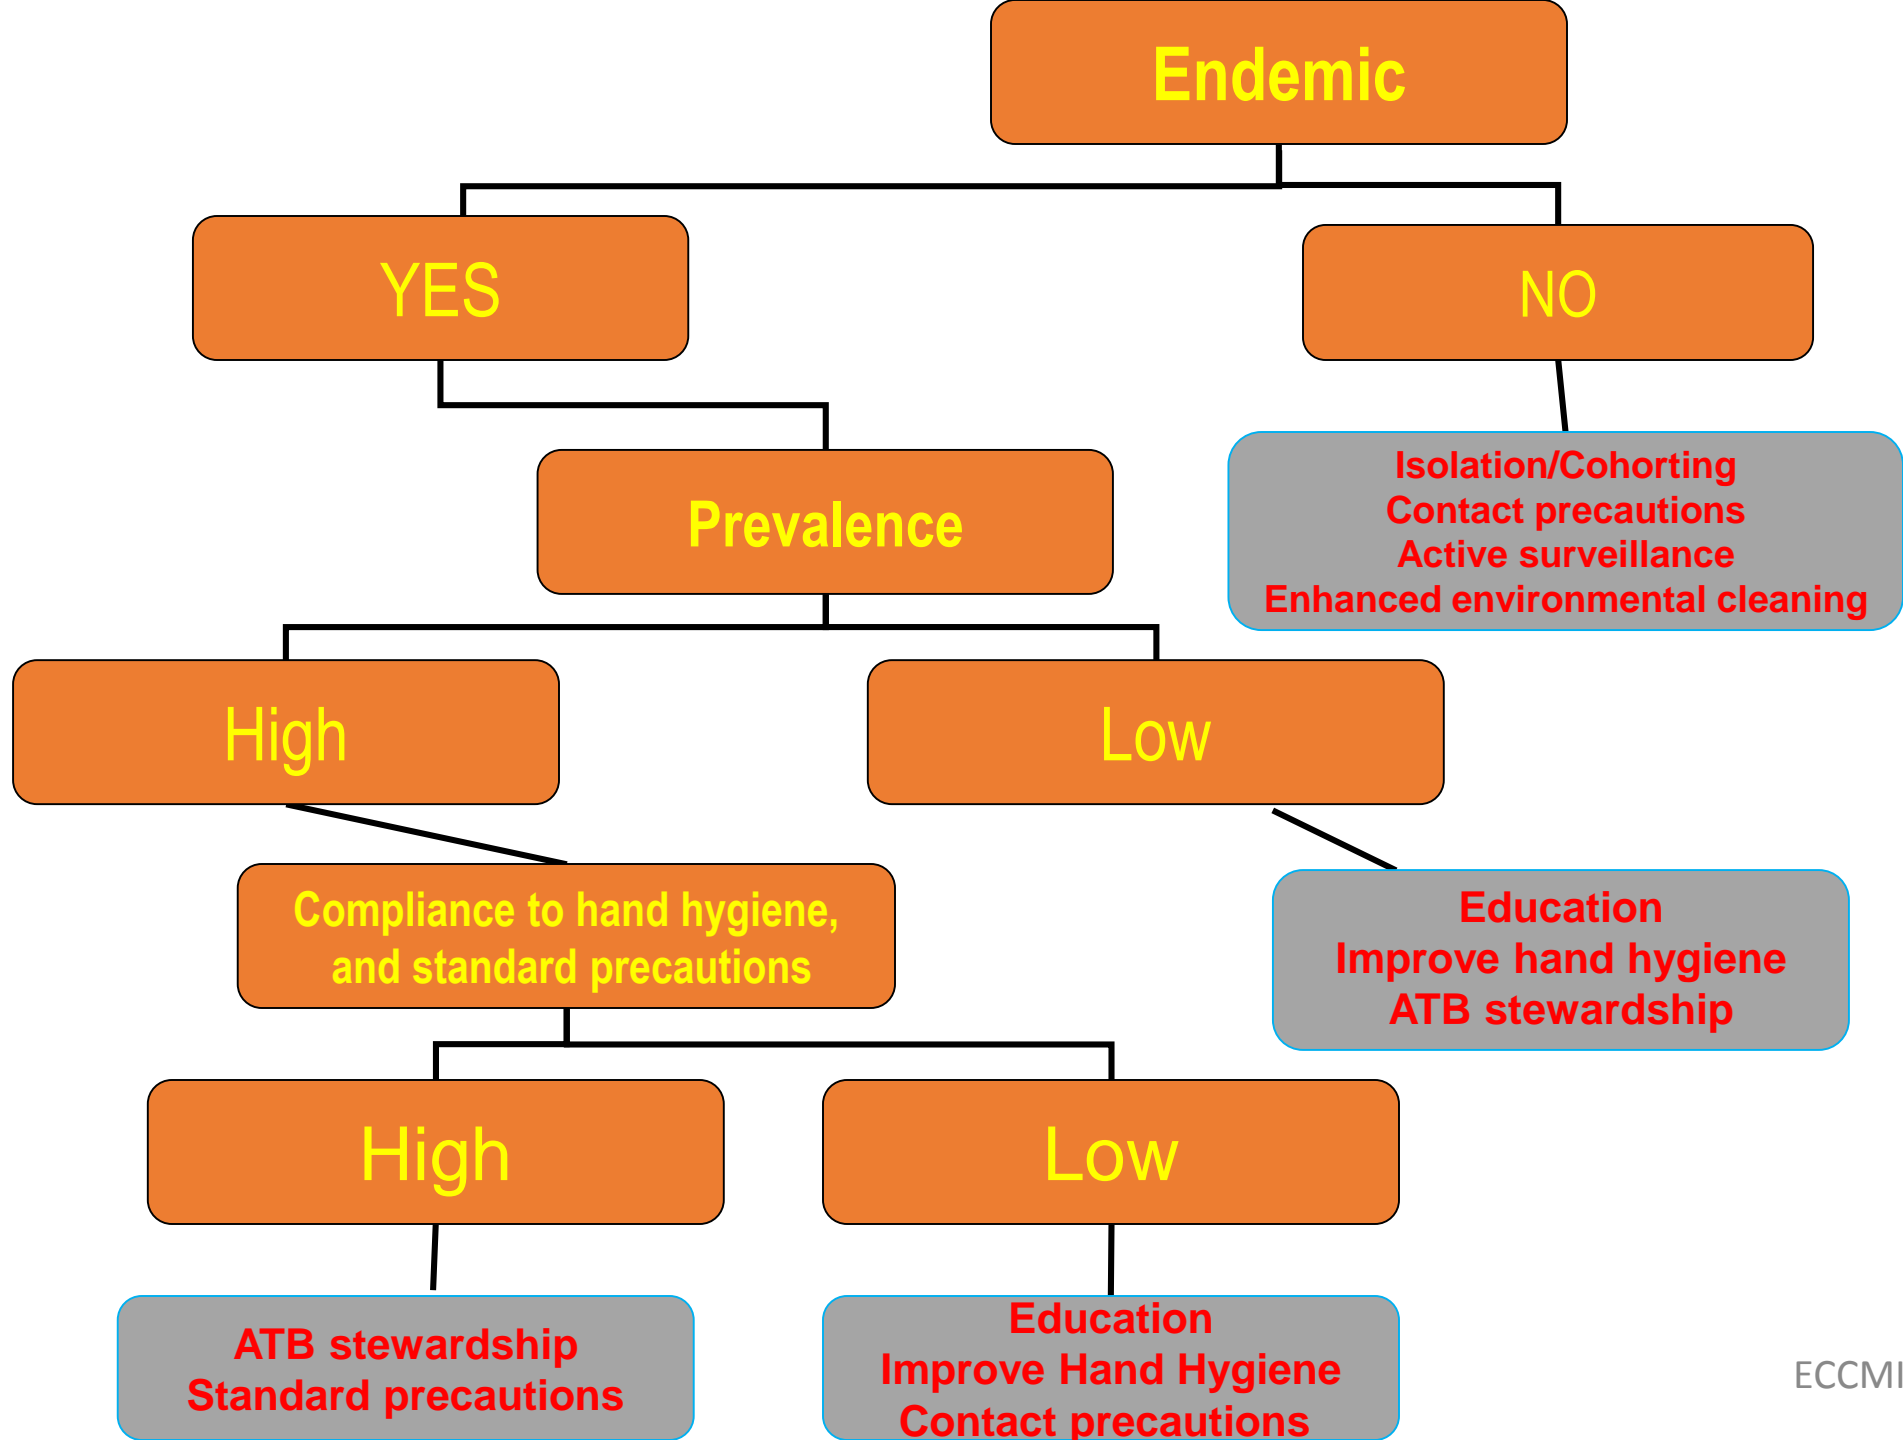 Endemic
YES
NO
Prevalence
Isolation/Cohorting
Contact precautions
Active surveillance
Enhanced environmental cleaning
High
Low
Compliance to hand hygiene,
and standard precautions
Education
Improve hand hygiene
ATB stewardship
High
Low
ATB stewardship
Standard precautions
Education
Improve Hand Hygiene
Contact precautions
ECCMI